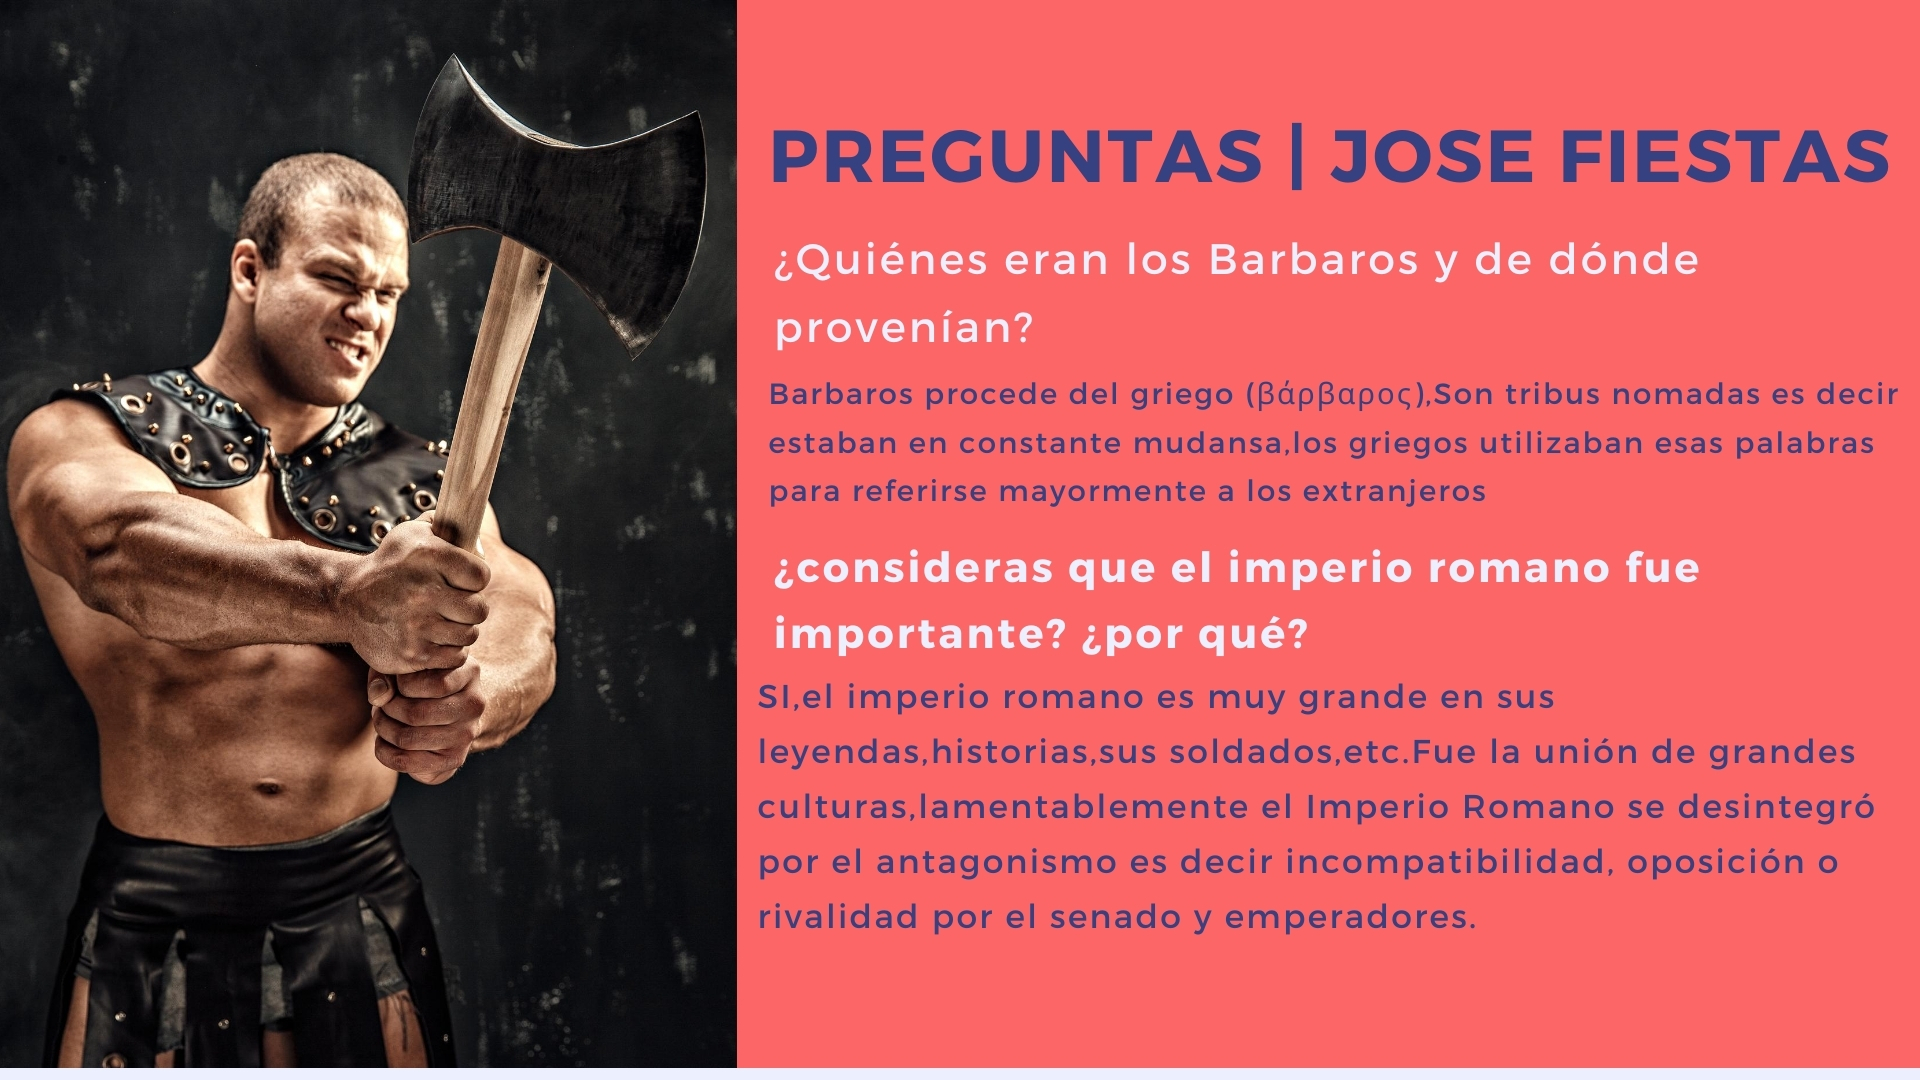 PREGUNTAS | JOSE FIESTAS
¿Quiénes eran los Barbaros y de dónde
provenían?
Barbaros procede del griego (βάρβαρος),Son tribus nomadas es decir
estaban en constante mudansa,los griegos utilizaban esas palabras
para referirse mayormente a los extranjeros
¿consideras que el imperio romano fue
importante? ¿por qué?
SI,el imperio romano es muy grande en sus
leyendas,historias,sus soldados,etc.Fue la unión de grandes
culturas,lamentablemente el Imperio Romano se desintegró
por el antagonismo es decir incompatibilidad, oposición o
rivalidad por el senado y emperadores.